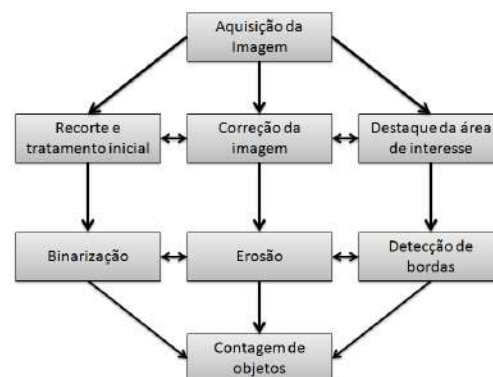 Aquisição da
Imagem
Recorte e
tratamento inicial
Correção da
imagem
Destaque da área
de interesse
Binarização
Erosão
Detecção de
bordas
Contagem de
objetos